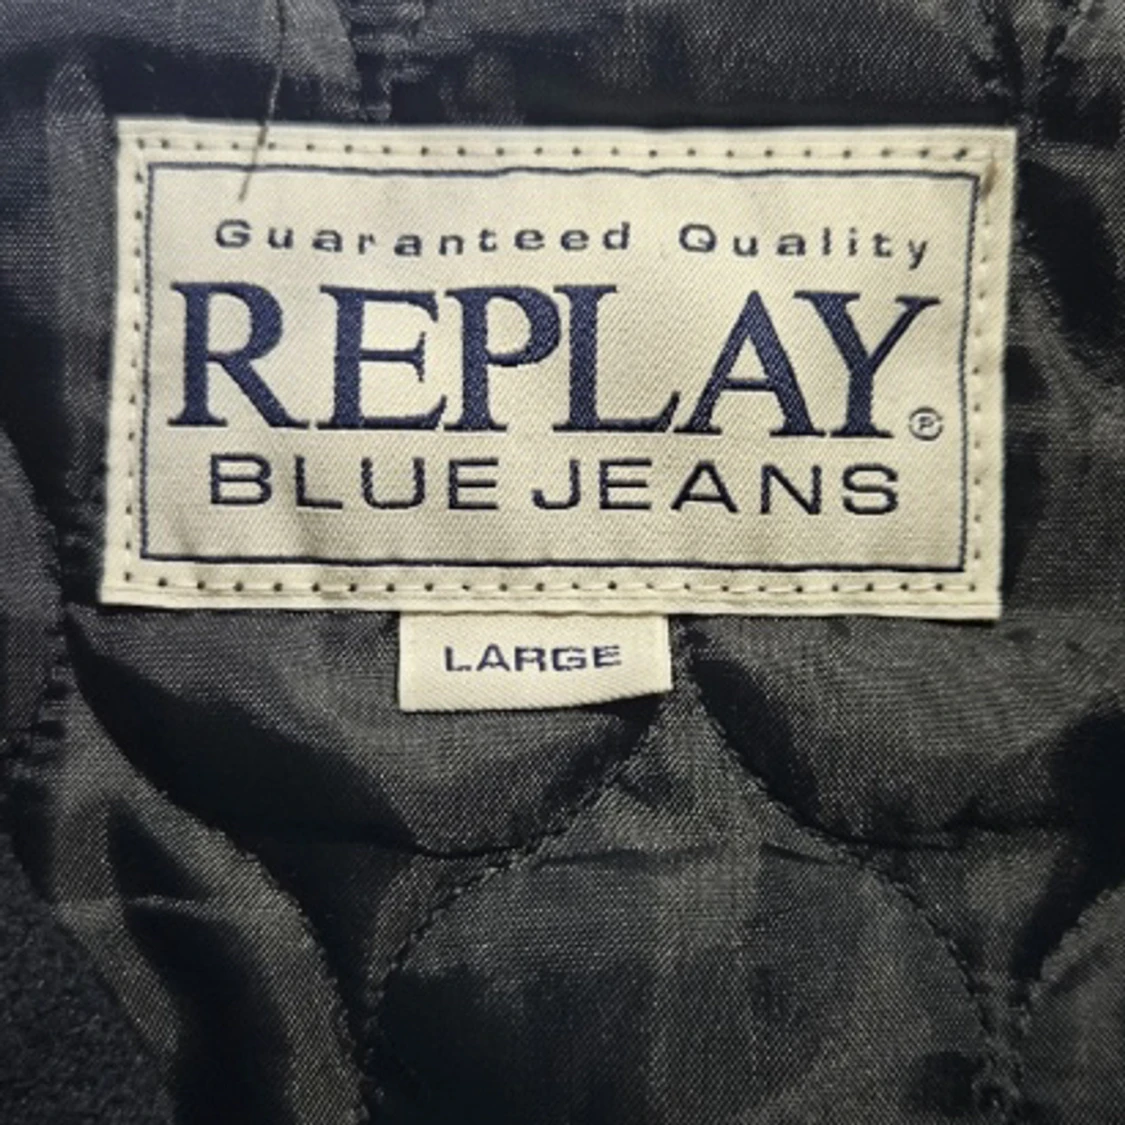 Guaranteed Quality
REPLAY®
BLUE JEANS
LARGE